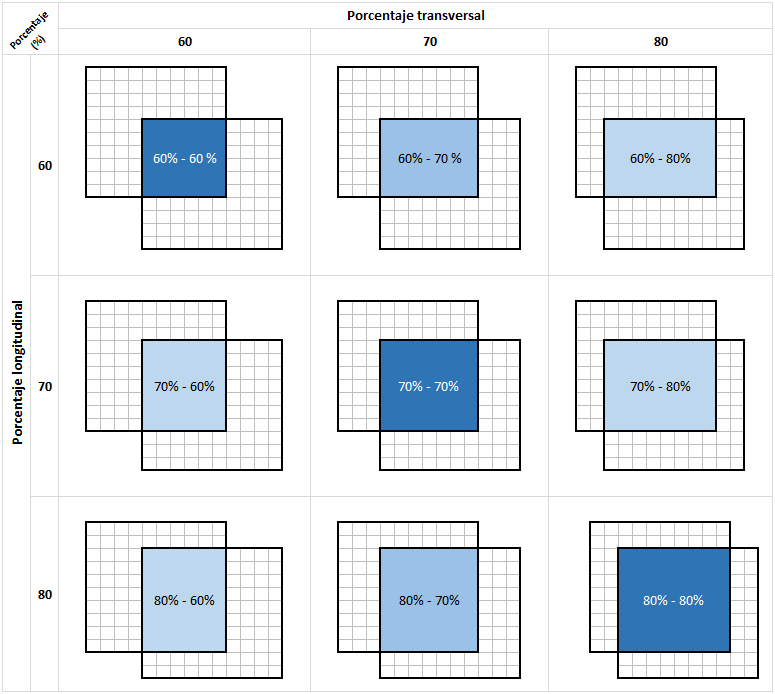 Porcentaje
(%)
Porcentaje transversal
60
70
80
60
60% - 60 %
60% - 70 %
60% - 80%
Porcentaje longitudinal
70
70% - 60%
70% - 70%
70% - 80%
80
80% - 60%
80% - 70%
80% - 80%